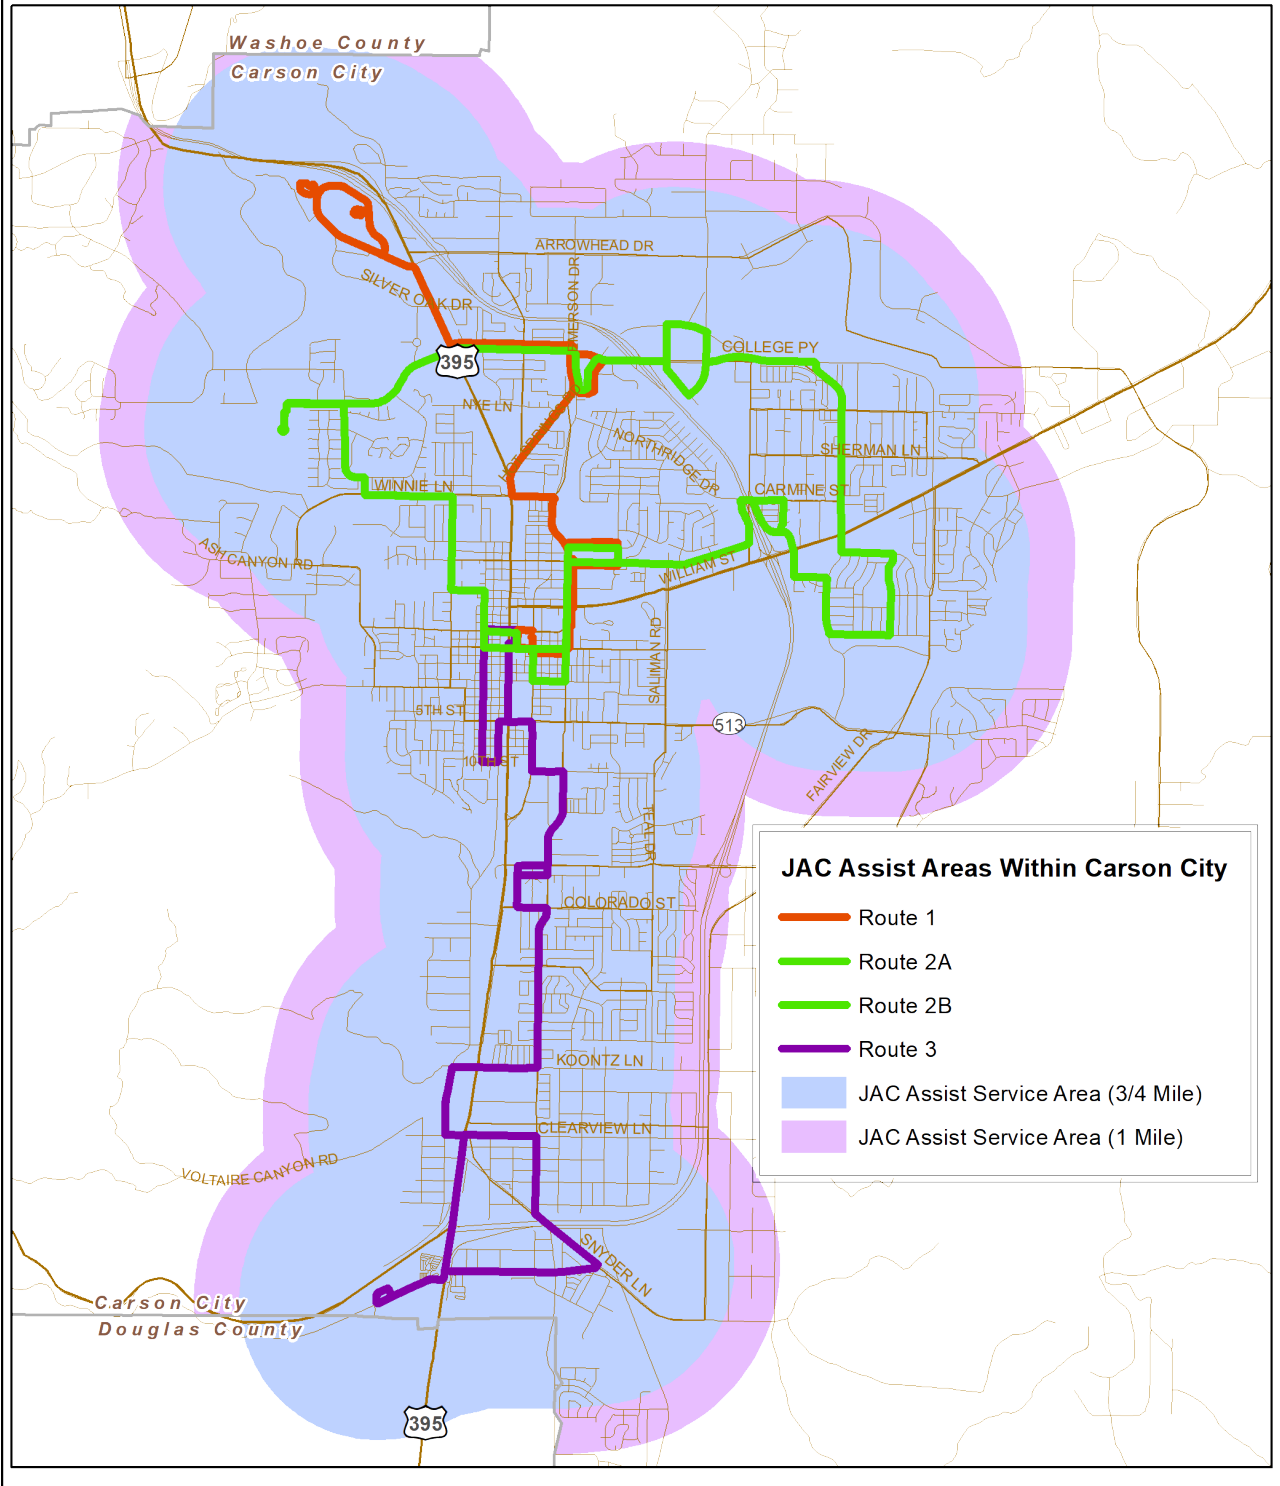 Washoe County
Carson City
ARROWHEAD DR
EMERSON DR
SILVER OAK DR
395
COLLEGE PY
NYE LN
HOT SPRINGS
NORTHRIDGE DR
SHERMAN LN
WINNIE LN
CARMINE ST
ASH CANYON RD
WILLIAM ST
SALIMAN RD
5TH ST
513
10TH ST
FAIRVIEW DR
TEAL DR
JAC Assist Areas Within Carson City
COLORADO ST
Route 1
Route 2A
Route 2B
Route 3
KOONTZ LN
JAC Assist Service Area (3/4 Mile)
CLEARVIEW LN
JAC Assist Service Area (1 Mile)
VOLTAIRE CANYON RD
SNYDER LN
Carson City
Douglas County
395